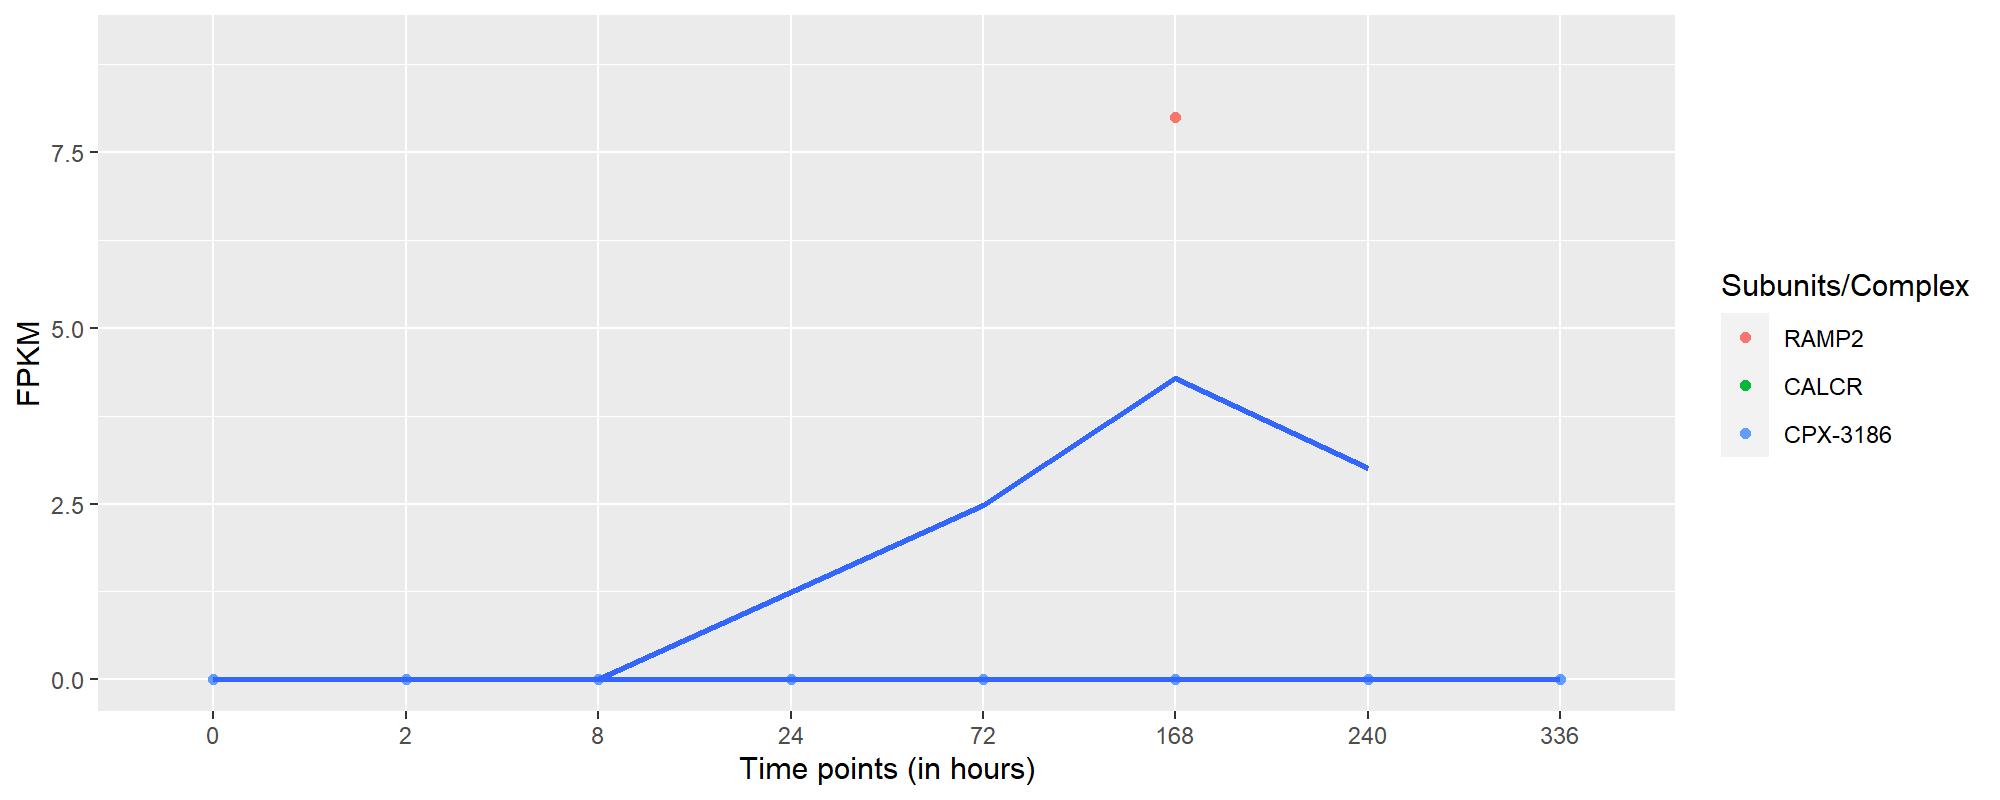 FPKM
7.5
5.0
2.5
0.0
0 2 8 24 72 168 240 336
Time points (in hours)
Subunits/Complex
RAMP2
CALCR
CPX-3186